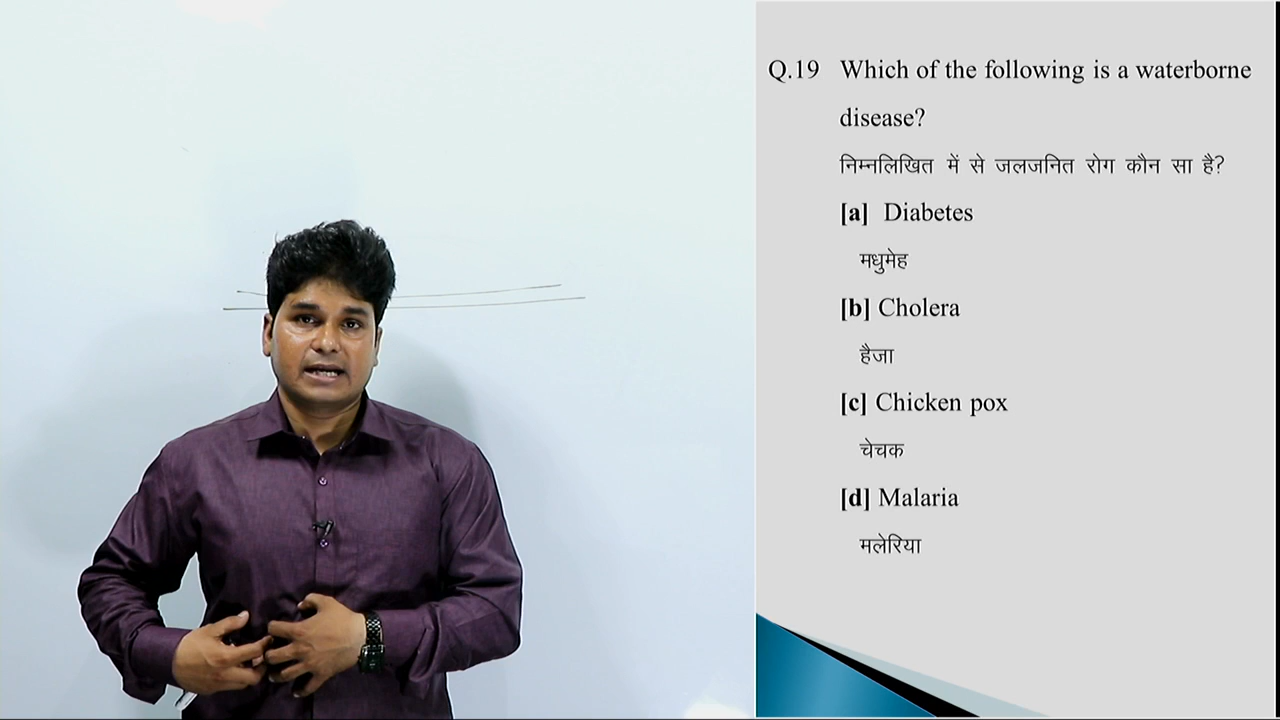 Q.19 Which of the following is a waterborne
disease?
निम्नलिखित में से जलजनित रोग कौन सा है?
[a] Diabetes
मधुमेह
[b] Cholera
हैजा
[c] Chicken pox
चेचक
[d] Malaria
मलेरिया